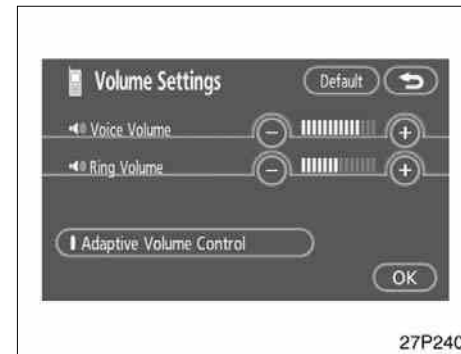 Volume Settings
Default
Voice Volume
Ring Volume
Adaptive Volume Control
OK
27P240